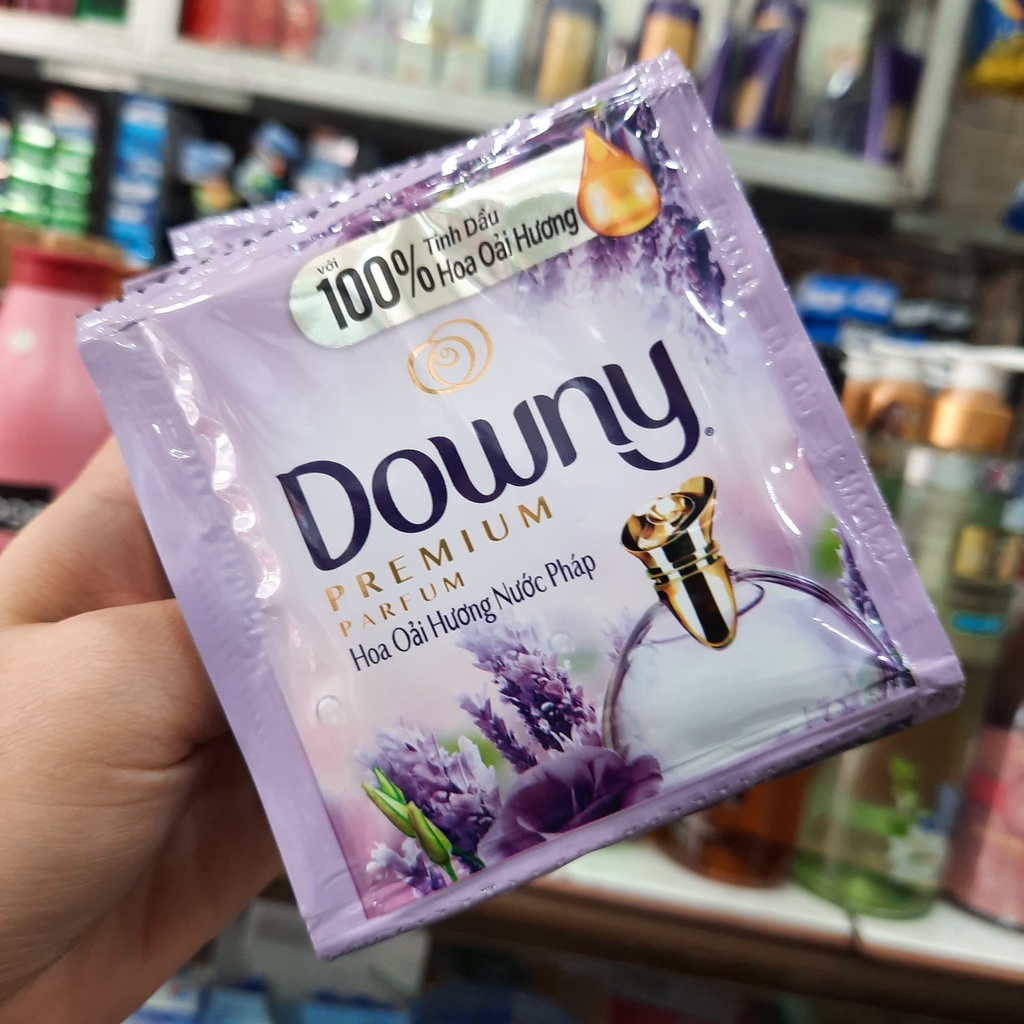 với
100% Tinh Dầu
Hoa Oải Hương
Downy®
PREMIUM
PARFUM
Hoa Oải Hương Nước Pháp